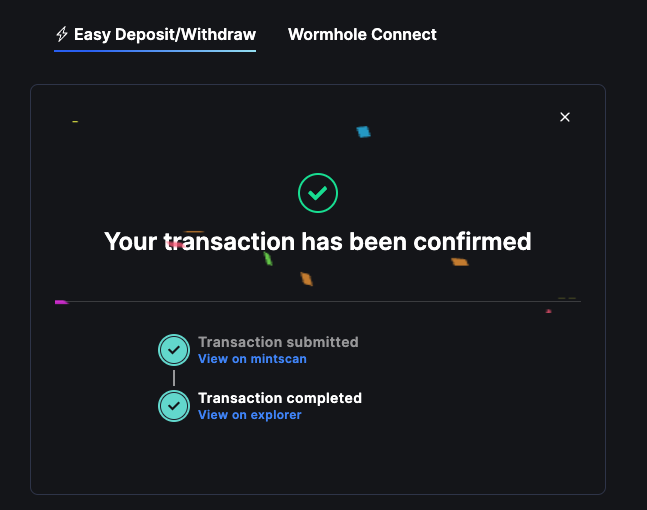 Easy Deposit/Withdraw
Wormhole Connect
Your transaction has been confirmed
Transaction submitted
View on mintscan
Transaction completed
View on explorer